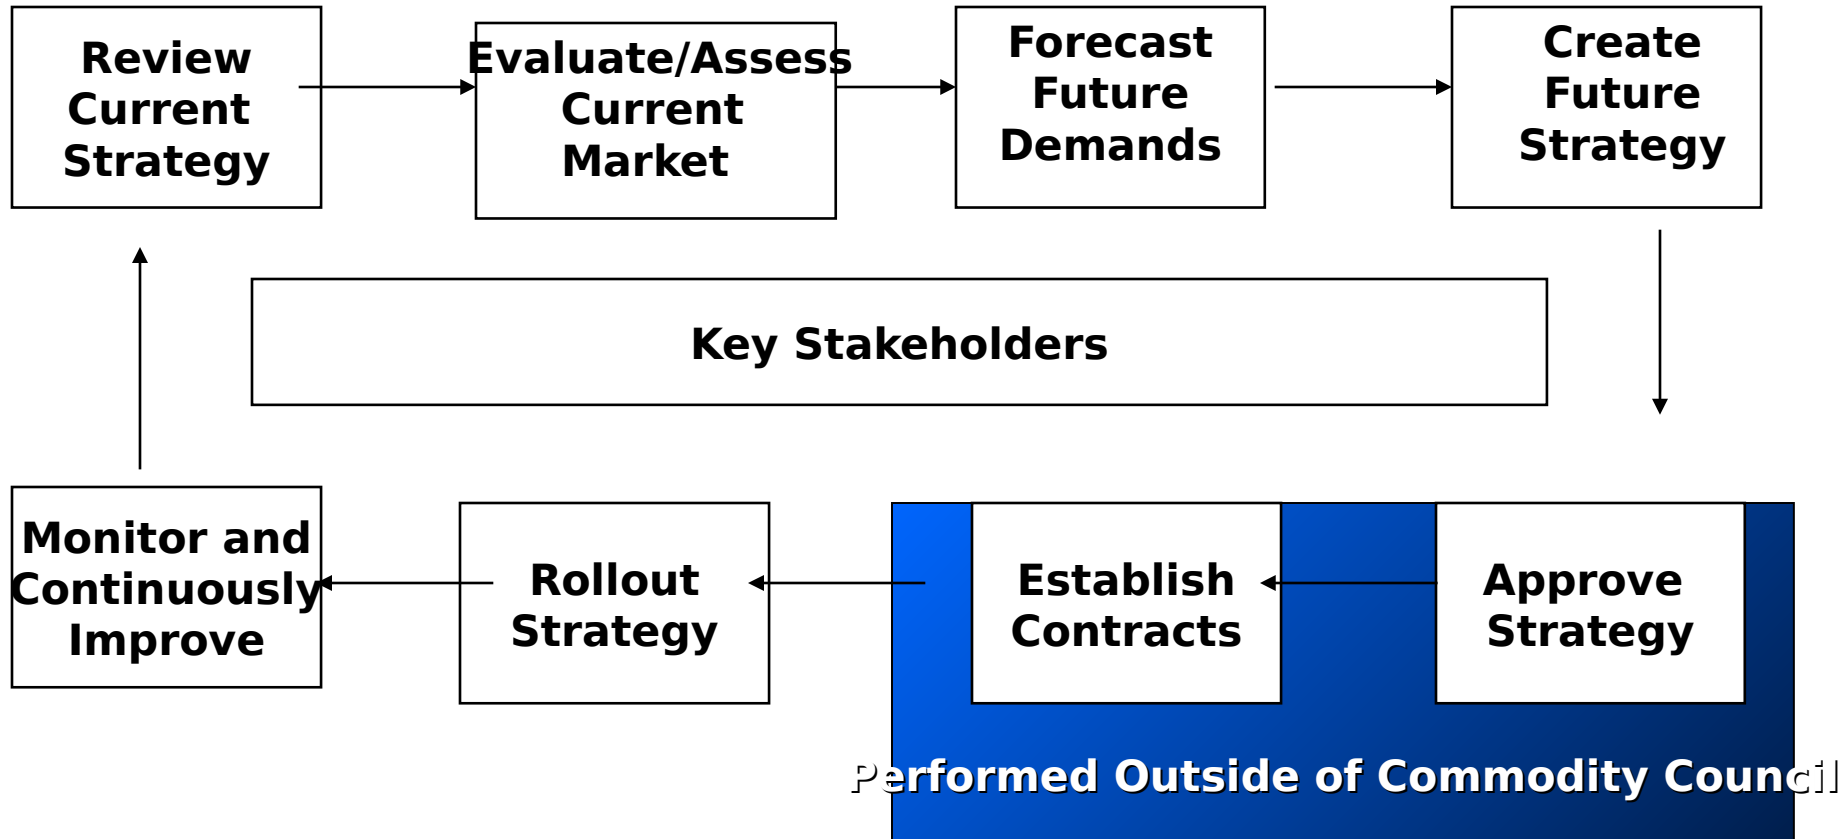 Review
Current
Strategy
Evaluate/Assess
Current
Market
Forecast
Future
Demands
Create
Future
Strategy
Key Stakeholders
Monitor and
Continuously
Improve
Rollout
Strategy
Establish
Contracts
Approve
Strategy
Performed Outside of Commodity Council